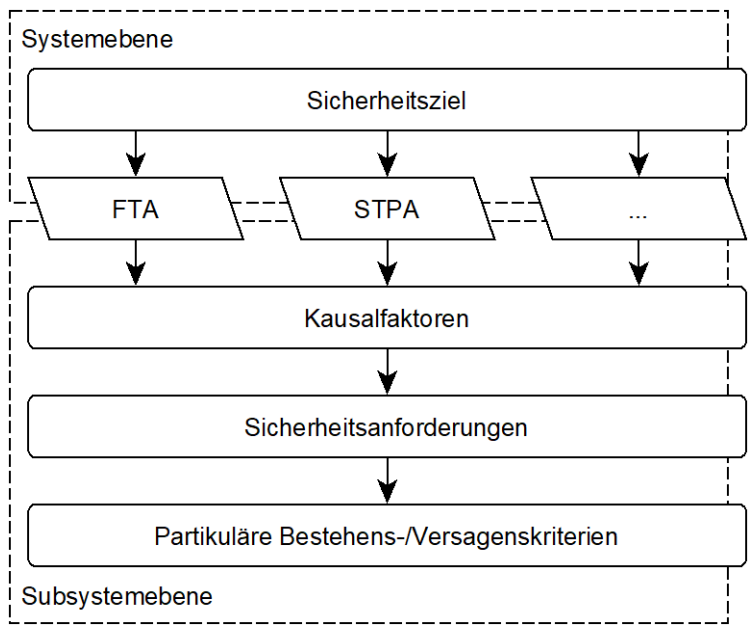 Systemebene
Sicherheitsziel
FTA
STPA
...
Kausalfaktoren
Sicherheitsanforderungen
Partikuläre Bestehens-/Versagenskriterien
Subsystemebene